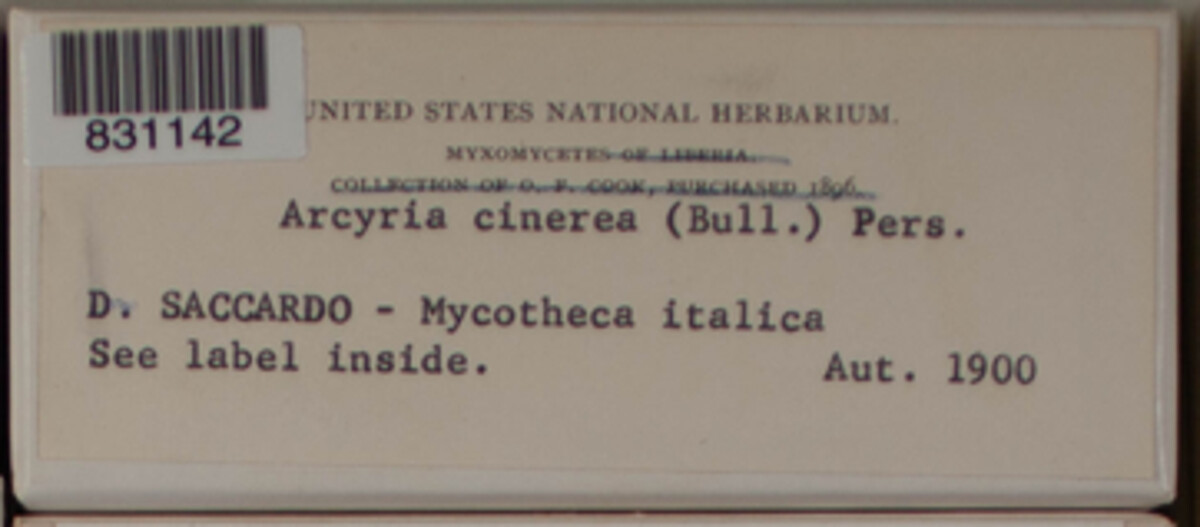 831142
UNITED STATES NATIONAL HERBARIUM.
MYXOMYCETES OF LIBERIA.
COLLECTION OF O. F. COOK, PURCHASED 1896.
Arcyria cinerea (Bull.) Pers.
D. SACCARDO - Mycotheca italica
See label inside. Aut. 1900